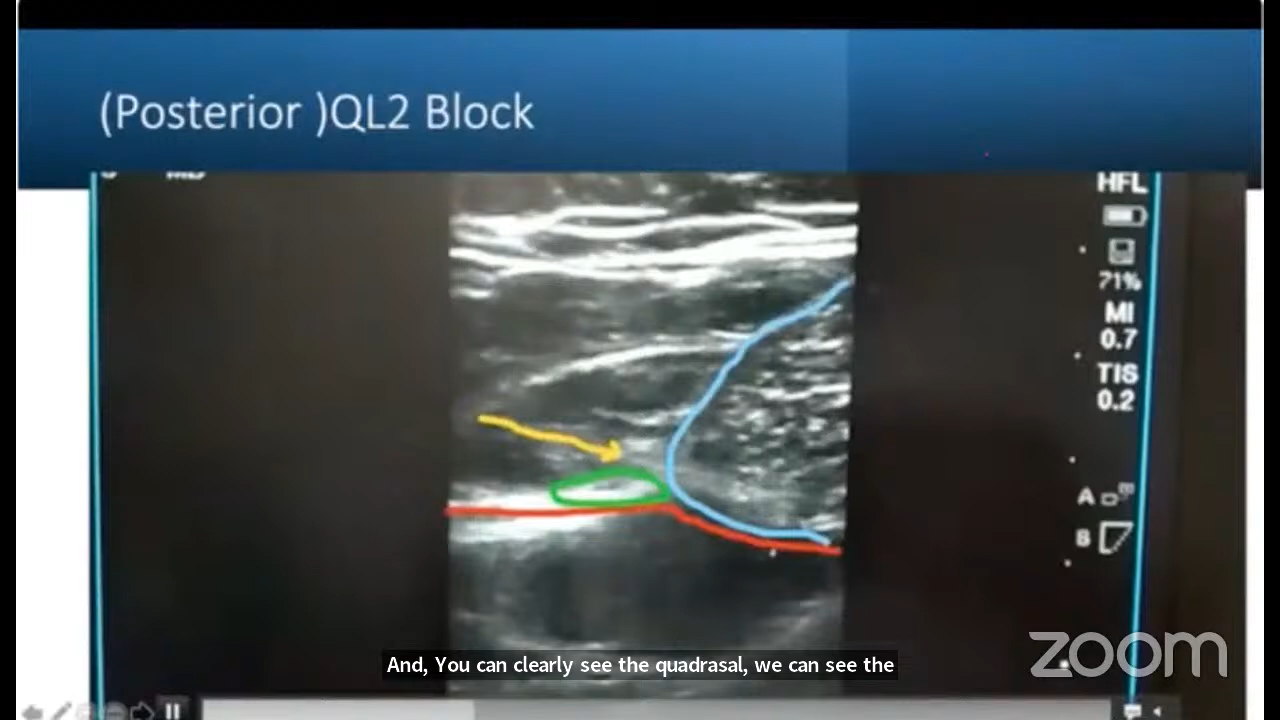 (Posterior )QL2 Block
HFL
71%
MI
0.7
TIS
0.2
A
B
And, You can clearly see the quadrasal, we can see the
zoom